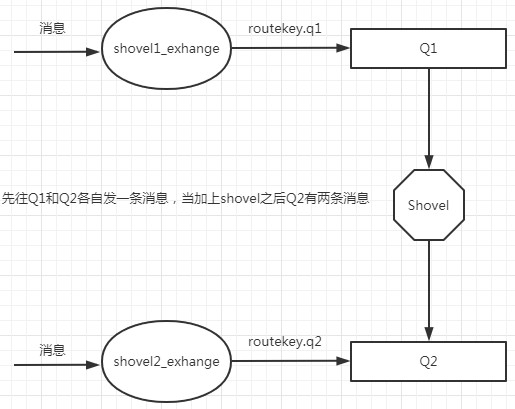 消息
shovel1_exhange
routekey.q1
Q1
先往Q1和Q2各自发一条消息，当加上shovel之后Q2有两条消息
Shovel
消息
shovel2_exhange
routekey.q2
Q2